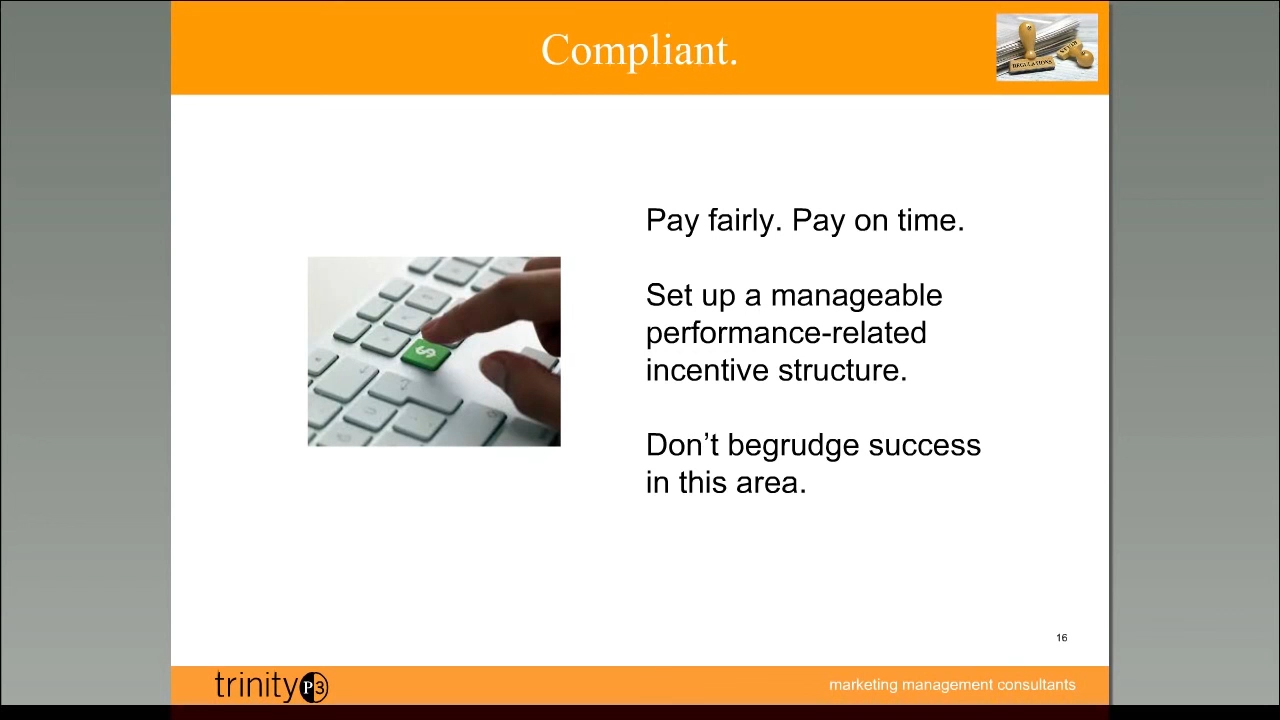 Compliant.
REGULATIONS
Pay fairly. Pay on time.
Set up a manageable
performance-related
incentive structure.
Don’t begrudge success
in this area.
$
16
trinityP3
marketing management consultants